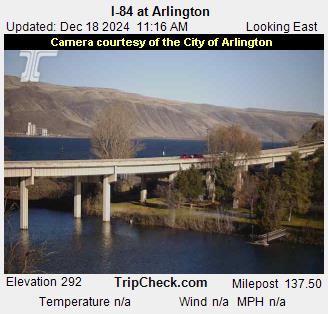 I-84 at Arlington
Updated: Dec 18 2024 11:16 AM Looking East
Camera courtesy of the City of Arlington
Elevation 292 TripCheck.com Milepost 137.50
Temperature n/a Wind n/a MPH n/a